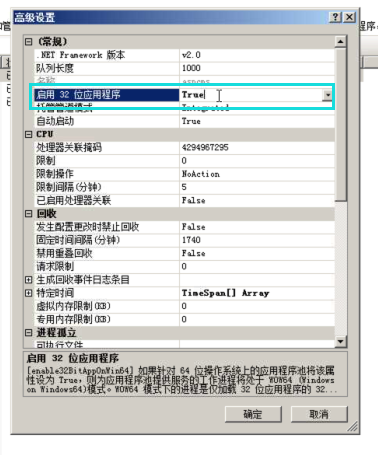 高级设置
程序
(常规)
.NET Framework 版本 v2.0
队列长度 1000
名称
启用 32 位应用程序 True
托管管道模式 Integrated
自动启动 True
CPU
处理器关联掩码 4294967295
限制 0
限制操作 NoAction
限制间隔(分钟) 5
已启用处理器关联 False
回收
发生配置更改时禁止回收 False
固定时间间隔(分钟) 1740
禁用重叠回收 False
请求限制 0
生成回收事件日志条目
特定时间 TimeSpan[] Array
虚拟内存限制(KB) 0
专用内存限制(KB) 0
进程孤立
可执行文件
启用 32 位应用程序
[enable32BitAppOnWin64] 如果针对 64 位操作系统上的应用程序池将该属
性设为 True，则为应用程序池提供服务的工作进程将处于 WOW64 (Windows
on Windows64)模式。WOW64 模式下的进程是仅加载 32 位应用程序的 32...
确定 取消